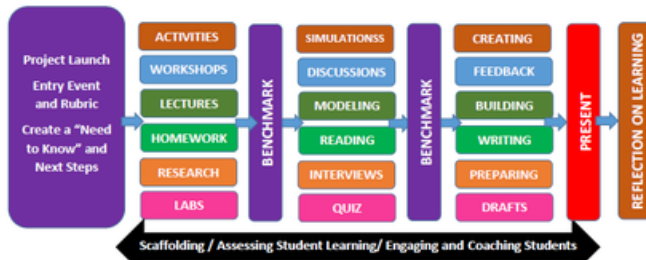 Project Launch
Entry Event
and Rubric
Create a “Need
to Know” and
Next Steps
ACTIVITIES
WORKSHOPS
LECTURES
HOMEWORK
RESEARCH
LABS
BENCHMARK
SIMULATIONSS
DISCUSSIONS
MODELING
READING
INTERVIEWS
QUIZ
BENCHMARK
CREATING
FEEDBACK
BUILDING
WRITING
PREPARING
DRAFTS
PRESENT
REFLECTION ON LEARNING
Scaffolding / Assessing Student Learning/ Engaging and Coaching Students